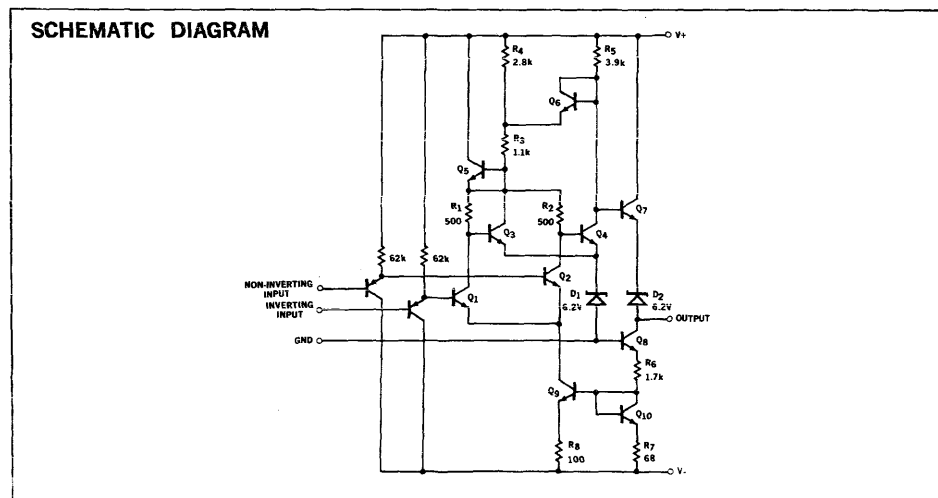 SCHEMATIC DIAGRAM
V+
R4
2.8k
R5
3.9k
Q6
R3
1.1k
Q5
R1
500
R2
500
Q3
Q4
Q7
62k
62k
Q2
NON-INVERTING
INPUT
Q1
D1
6.2V
D2
6.2V
INVERTING
INPUT
OUTPUT
GND
Q8
R6
1.7k
Q9
Q10
R8
100
R7
68
V-